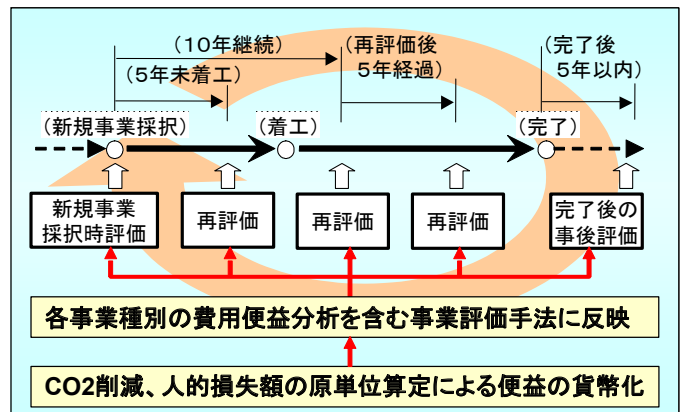 （10年継続）
（再評価後
5年経過）
（完了後
5年以内）
（5年未着工）
（新規事業採択）
（着工）
（完了）
新規事業
採択時評価
再評価
再評価
再評価
完了後の
事後評価
各事業種別の費用便益分析を含む事業評価手法に反映
CO2削減、人的損失額の原単位算定による便益の貨幣化